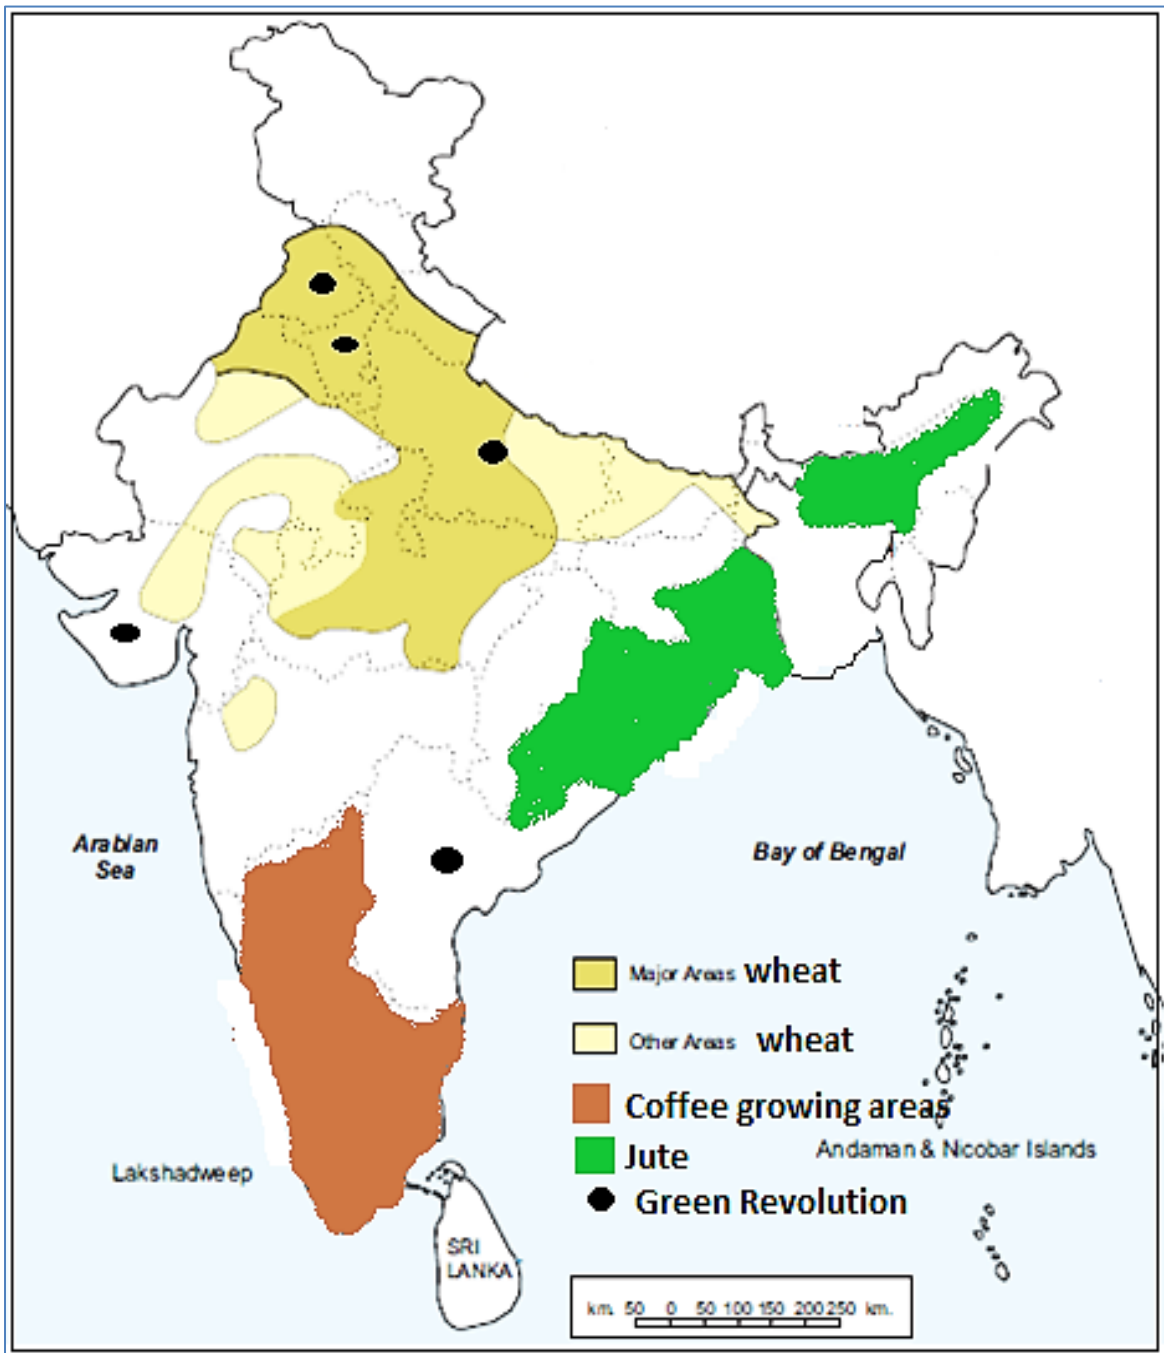 Arabian
Sea
Bay of Bengal
Major Areas wheat
Other Areas wheat
Coffee growing areas
Jute
Andaman & Nicobar Islands
Lakshadweep
Green Revolution
SRI
LANKA
km. 50 0 50 100 150 200 250 km.